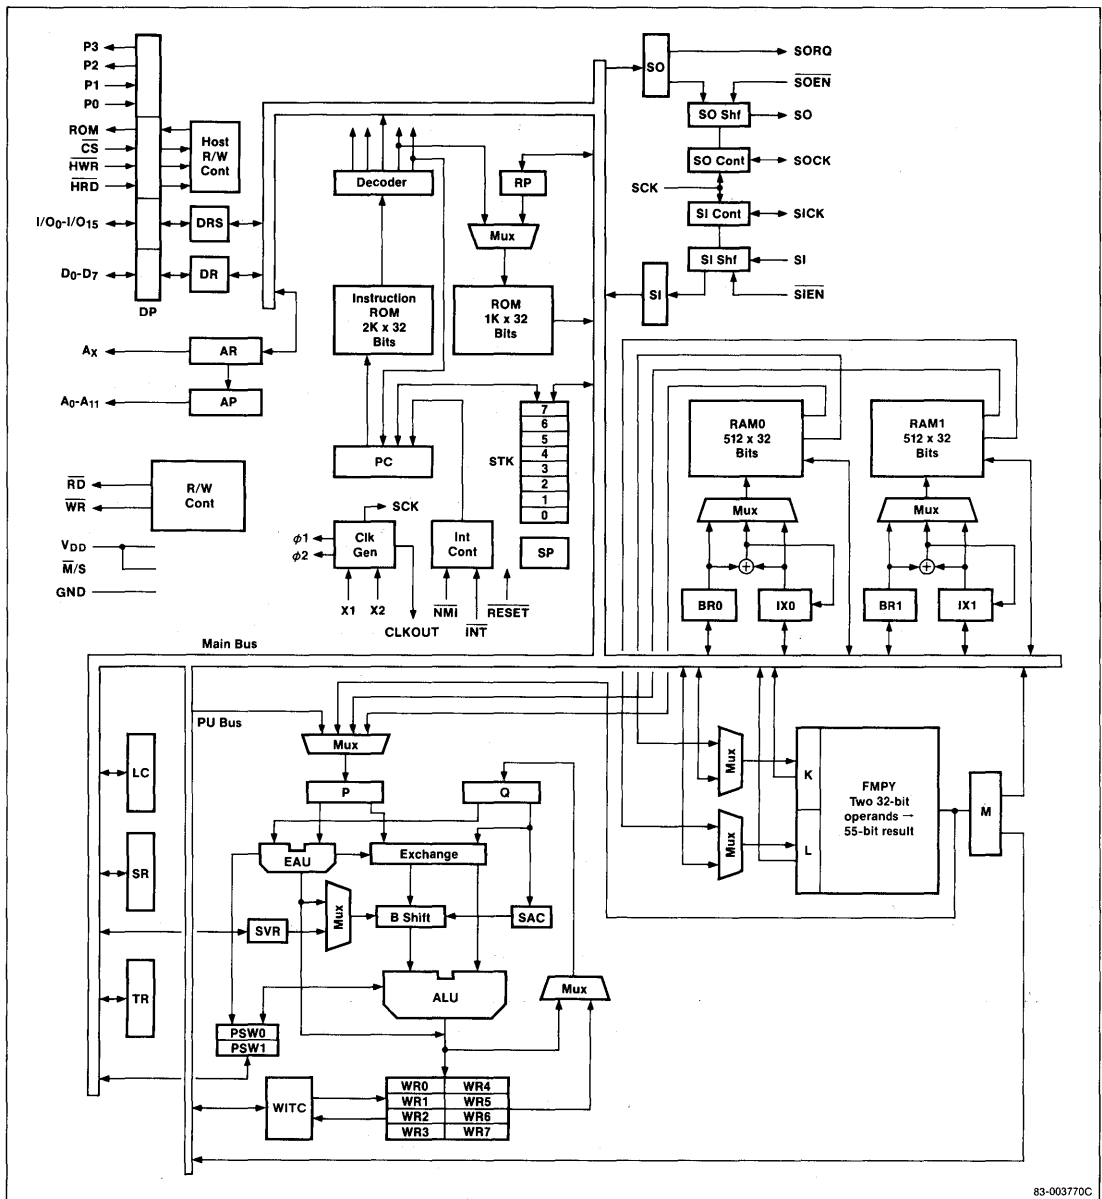 P3
P2
P1
P0
ROM
CS
HWR
HRD
I/O0-I/O15
D0-D7
DP
Host
R/W
Cont
DRS
DR
AX
AR
A0-A11
AP
RD
WR
R/W
Cont
VDD
M/S
GND
Decoder
RP
Mux
Instruction
ROM
2K x 32
Bits
ROM
1K x 32
Bits
PC
STK
7
6
5
4
3
2
1
0
SP
SCK
ϕ1
ϕ2
Clk
Gen
X1
X2
CLKOUT
Int
Cont
NMI
INT
RESET
SO
SORQ
SOEN
SO Shf
SO
SO Cont
SOCK
SCK
SI Cont
SICK
SI Shf
SI
SI
SIEN
RAM0
512 x 32
Bits
RAM1
512 x 32
Bits
Mux
Mux
+
+
BR0
IX0
BR1
IX1
Main Bus
PU Bus
LC
SR
TR
Mux
P
Q
EAU
Exchange
Mux
B Shift
SAC
SVR
ALU
Mux
PSW0
PSW1
WITC
WR0 WR4
WR1 WR5
WR2 WR6
WR3 WR7
Mux
Mux
K
L
FMPY
Two 32-bit
operands →
55-bit result
M
83-003770C